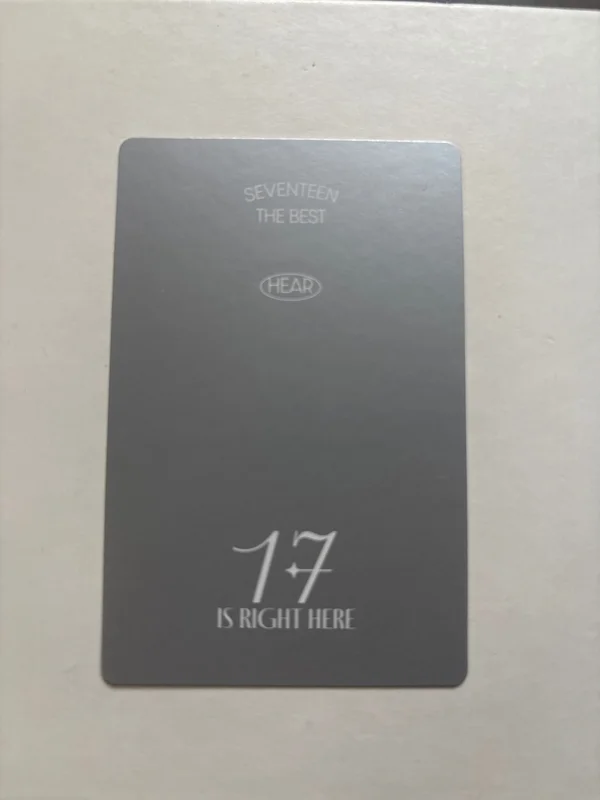 SEVENTEEN
THE BEST
HEAR
17
IS RIGHT HERE